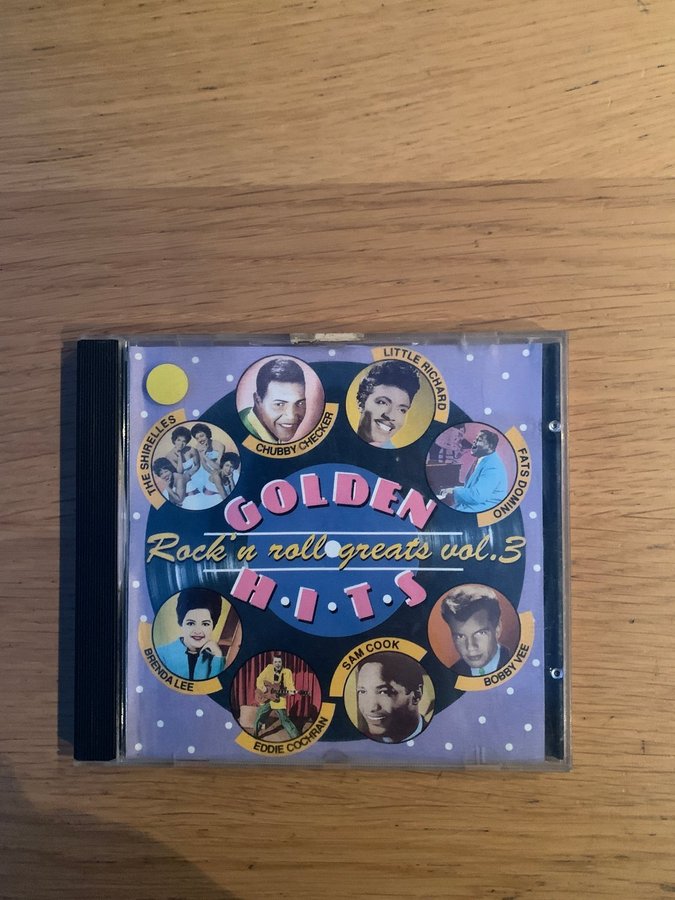 THE SHIRELLES
CHUBBY CHECKER
LITTLE RICHARD
FATS DOMINO
GOLDEN
Rock'n roll greats vol.3
H·I·T·S
BRENDA LEE
EDDIE COCHRAN
SAM COOK
BOBBY VEE